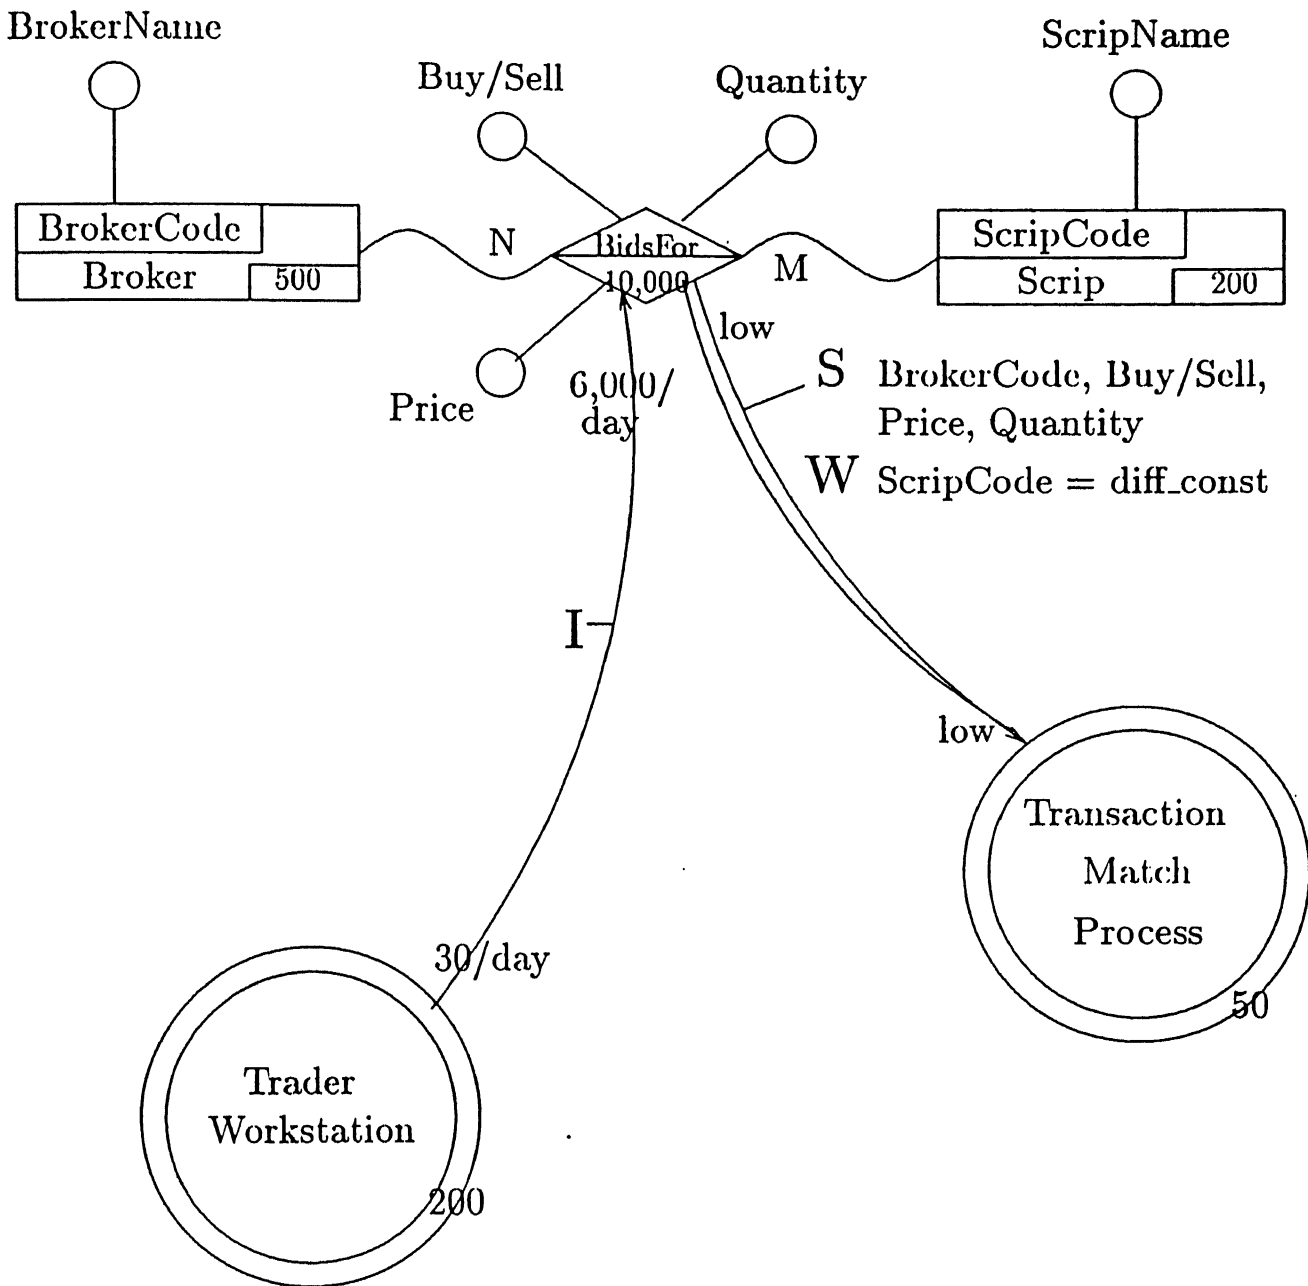 BrokerName
ScripName
Buy/Sell
Quantity
BrokerCode
Broker
500
N
BidsFor
10,000
M
ScripCode
Scrip
200
low
Price
6,000/
day
S BrokerCode, Buy/Sell,
Price, Quantity
W ScripCode = diff_const
I
low
Transaction
Match
Process
50
30/day
Trader
Workstation
200